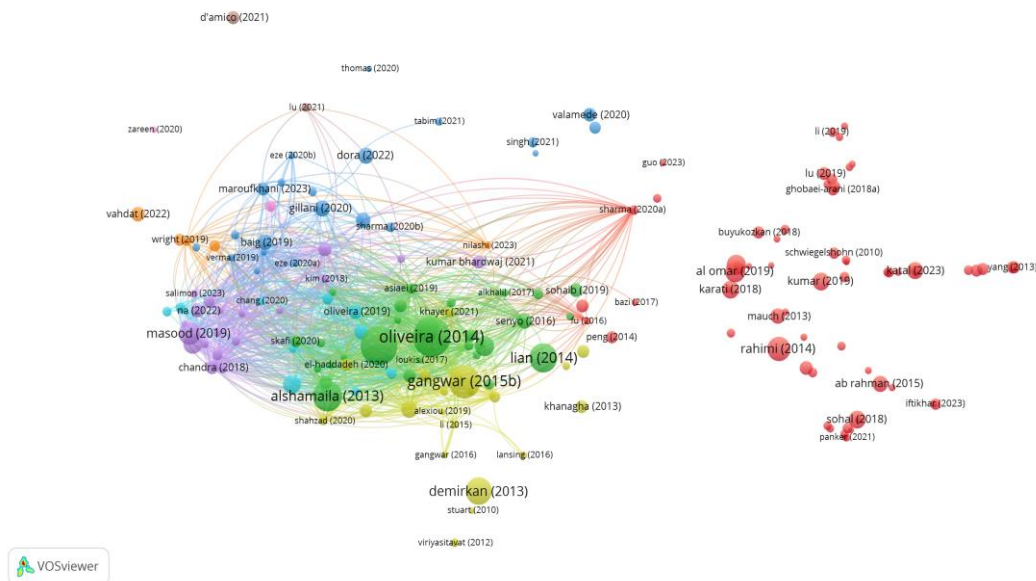 d'amico (2021)
thomas (2020)
lu (2021)
tabim (2021)
valamede (2020)
zareen (2020)
singh (2021)
li (2019)
eze (2020b)
dora (2022)
guo (2023)
lu (2019)
maroufkhani (2023)
ghobaei-arani (2018a)
vahdat (2022)
gillani (2020)
sharma (2020a)
sharma (2020b)
buyukozkan (2018)
wright (2019)
baig (2019)
nilashi (2023)
schwiegelshohn (2010)
verma (2019)
eze (2020a)
kumar bhardwaj (2021)
al omar (2019)
katal (2023)
yang (2013)
kim (2018)
kumar (2019)
salimon (2023)
asiaei (2019)
alkhalil (2017)
sohaib (2019)
karati (2018)
chang (2020)
bazi (2017)
na (2022)
oliveira (2019)
khayer (2021)
senyo (2016)
fu (2016)
mauch (2013)
masood (2019)
oliveira (2014)
peng (2014)
skafi (2020)
rahimi (2014)
loukis (2017)
lian (2014)
chandra (2018)
el-haddadeh (2020)
gangwar (2015b)
ab rahman (2015)
alshamaila (2013)
iftikhar (2023)
khanagha (2013)
alexiou (2019)
shahzad (2020)
sohal (2018)
li (2015)
panker (2021)
gangwar (2016)
lansing (2016)
demirkan (2013)
stuart (2010)
viriyasitavat (2012)
VOSviewer